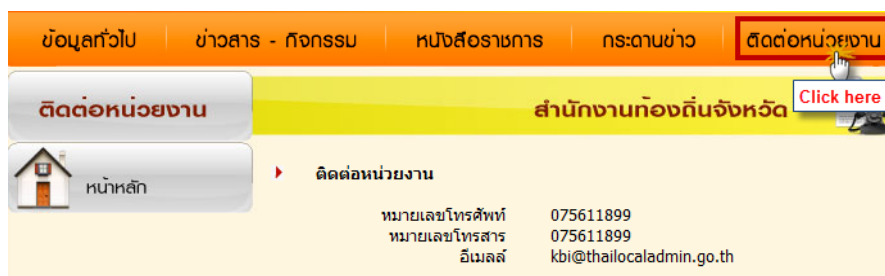 ข้อมูลทั่วไป ข่าวสาร - กิจกรรม หนังสือราชการ กระดานข่าว ติดต่อหน่วยงาน
Click here
ติดต่อหน่วยงาน
สำนักงานท้องถิ่นจังหวัด
หน้าหลัก
ติดต่อหน่วยงาน
หมายเลขโทรศัพท์ 075611899
หมายเลขโทรสาร 075611899
อีเมลล์ kbi@thailocaladmin.go.th